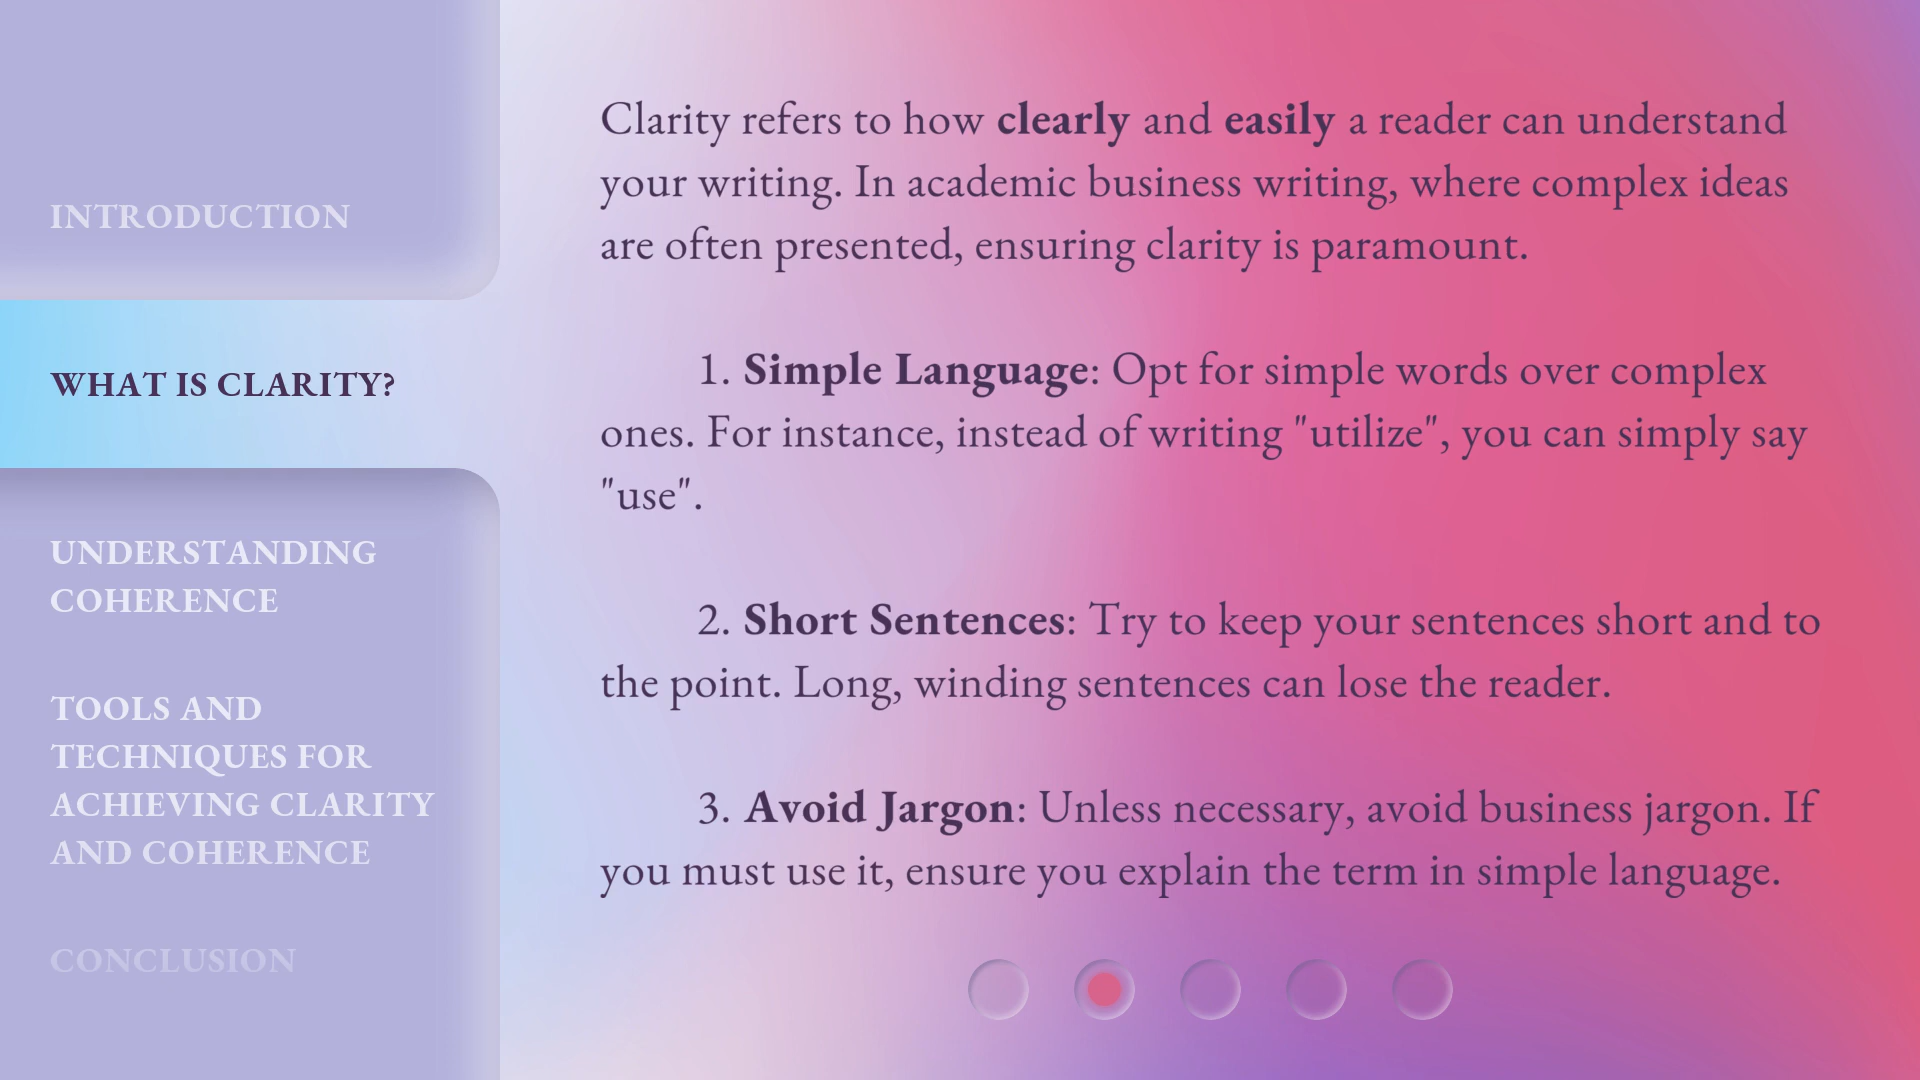 INTRODUCTION
WHAT IS CLARITY?
UNDERSTANDING
COHERENCE
TOOLS AND
TECHNIQUES FOR
ACHIEVING CLARITY
AND COHERENCE
CONCLUSION
Clarity refers to how clearly and easily a reader can understand
your writing. In academic business writing, where complex ideas
are often presented, ensuring clarity is paramount.
1. Simple Language: Opt for simple words over complex
ones. For instance, instead of writing "utilize", you can simply say
"use".
2. Short Sentences: Try to keep your sentences short and to
the point. Long, winding sentences can lose the reader.
3. Avoid Jargon: Unless necessary, avoid business jargon. If
you must use it, ensure you explain the term in simple language.